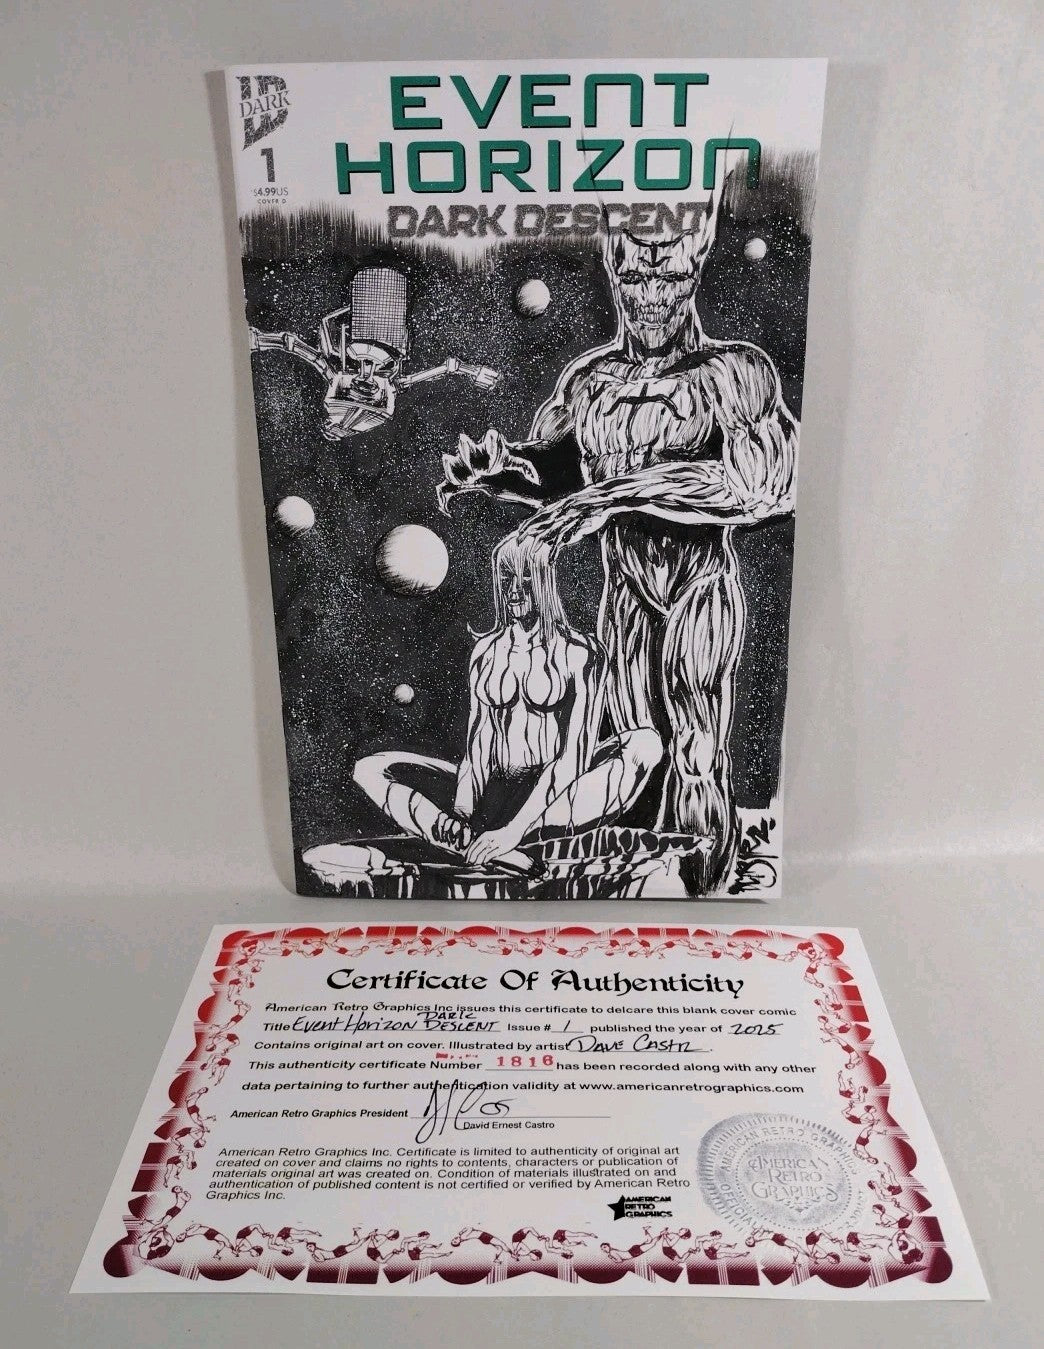 DARK
1
$4.99US
COVER D
EVENT
HORIZON
DARK DESCENT
Certificate Of Authenticity
American Retro Graphics Inc issues this certificate to delcare this blank comic
Title Event Horizon DARK DESCENT Issue # 1 published the year of 2025
Contains original art on cover. Illustrated by artist DAVE CASTR
This authenticity certificate Number 1816 has been recorded along with any other
data pertaining to further authentication validity at www.americanretrographics.com
American Retro Graphics President
David Ernest Castro
American Retro Graphics Inc. Certificate is limited to authenticity of original art
created on cover and claims no rights to contents, characters or publication of
materials original art was created on. Condition of materials illustrated on and
authentication of published content is not certified or verified by American Retro
Graphics Inc.
AMERICAN
RETRO
GRAPHICS
AMERICAN RETRO GRAPHICS
AMERICAN
RETRO
GRAPHICS